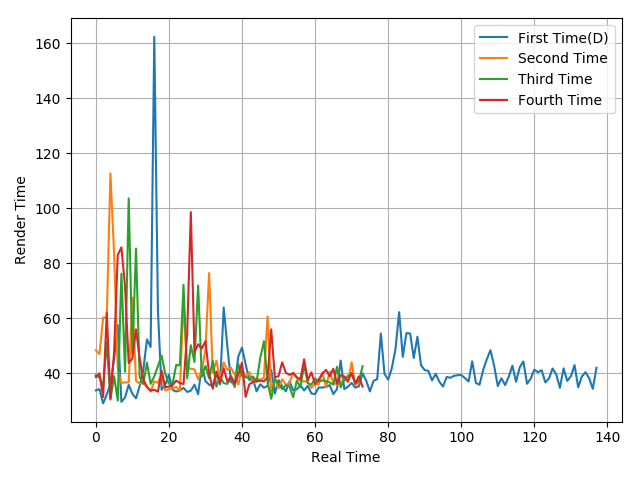 First Time(D)
Second Time
Third Time
Fourth Time
Render Time
160
140
120
100
80
60
40
0 20 40 60 80 100 120 140
Real Time